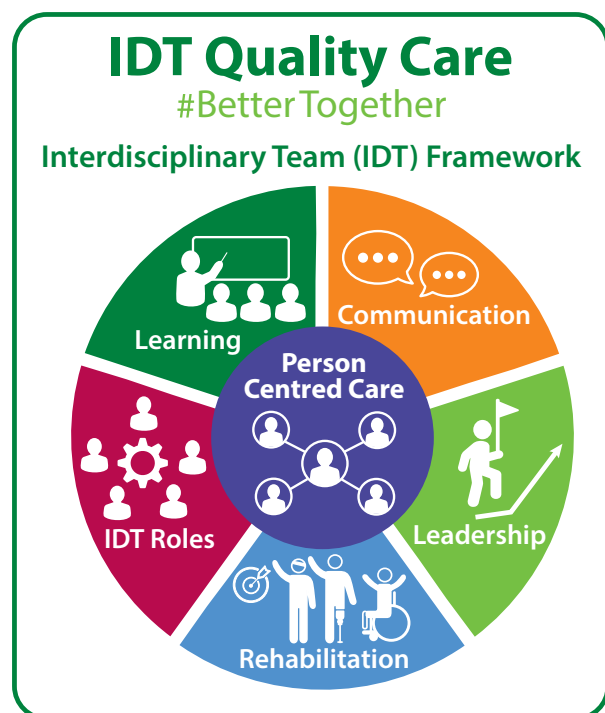 IDT Quality Care
#BetterTogether
Interdisciplinary Team (IDT) Framework
Learning
Communication
Person
Centred Care
IDT Roles
Leadership
Rehabilitation